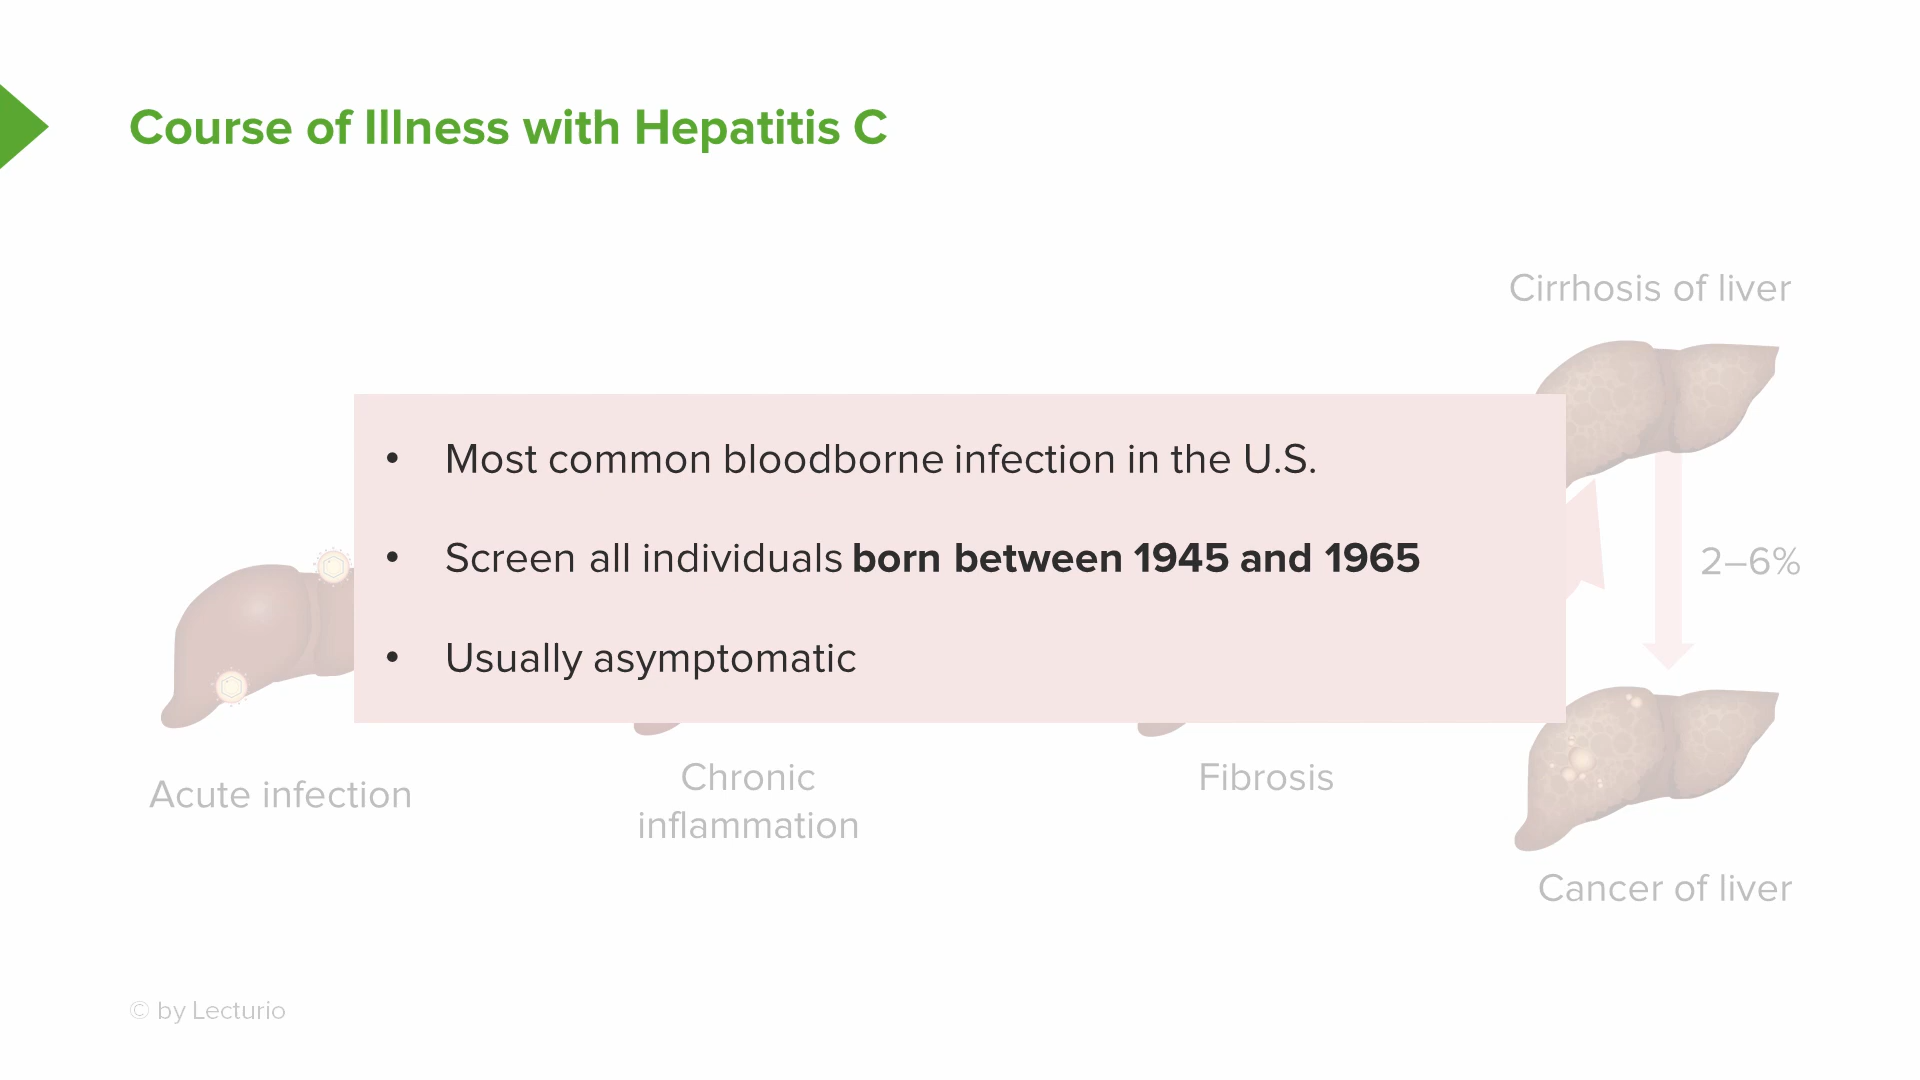 Course of Illness with Hepatitis C
Cirrhosis of liver
• Most common bloodborne infection in the U.S.
• Screen all individuals born between 1945 and 1965
2–6%
• Usually asymptomatic
Acute infection
Chronic
inflammation
Fibrosis
Cancer of liver
© by Lecturio